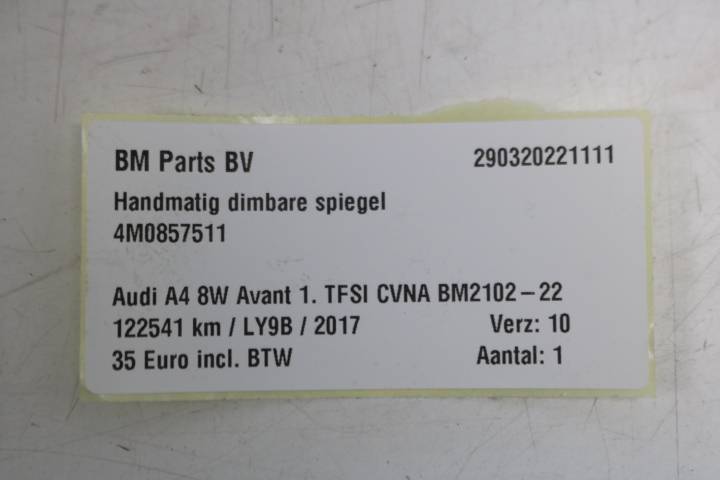 BM Parts BV 290320221111
Handmatig dimbare spiegel
4M0857511
Audi A4 8W Avant 1. TFSI CVNA BM2102-22
122541 km / LY9B / 2017 Verz: 10
35 Euro incl. BTW Aantal: 1